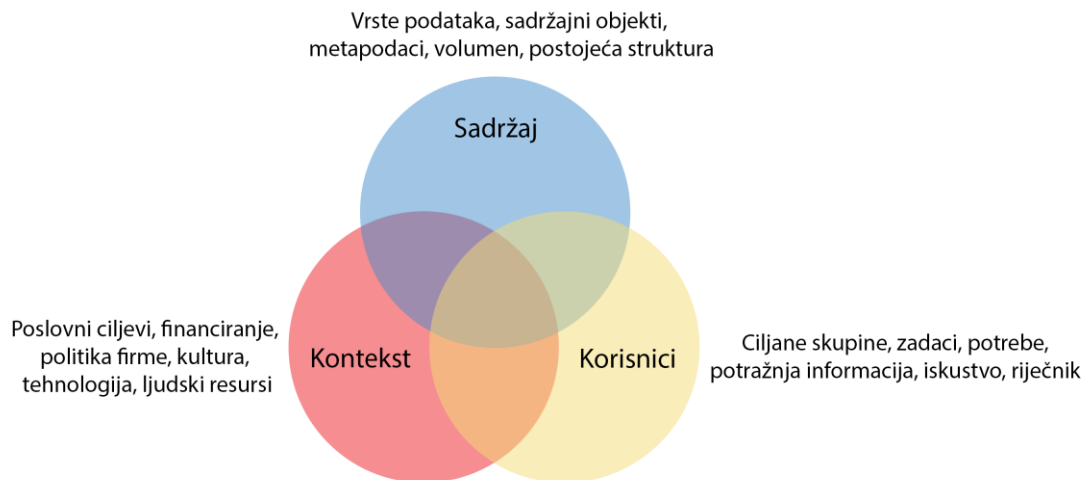 Vrste podataka, sadržajni objekti,
metapodaci, volumen, postojeća struktura
Sadržaj
Poslovni ciljevi, financiranje,
politika firme, kultura,
tehnologija, ljudski resursi
Kontekst
Korisnici
Ciljane skupine, zadaci, potrebe,
potražnja informacija, iskustvo, riječnik